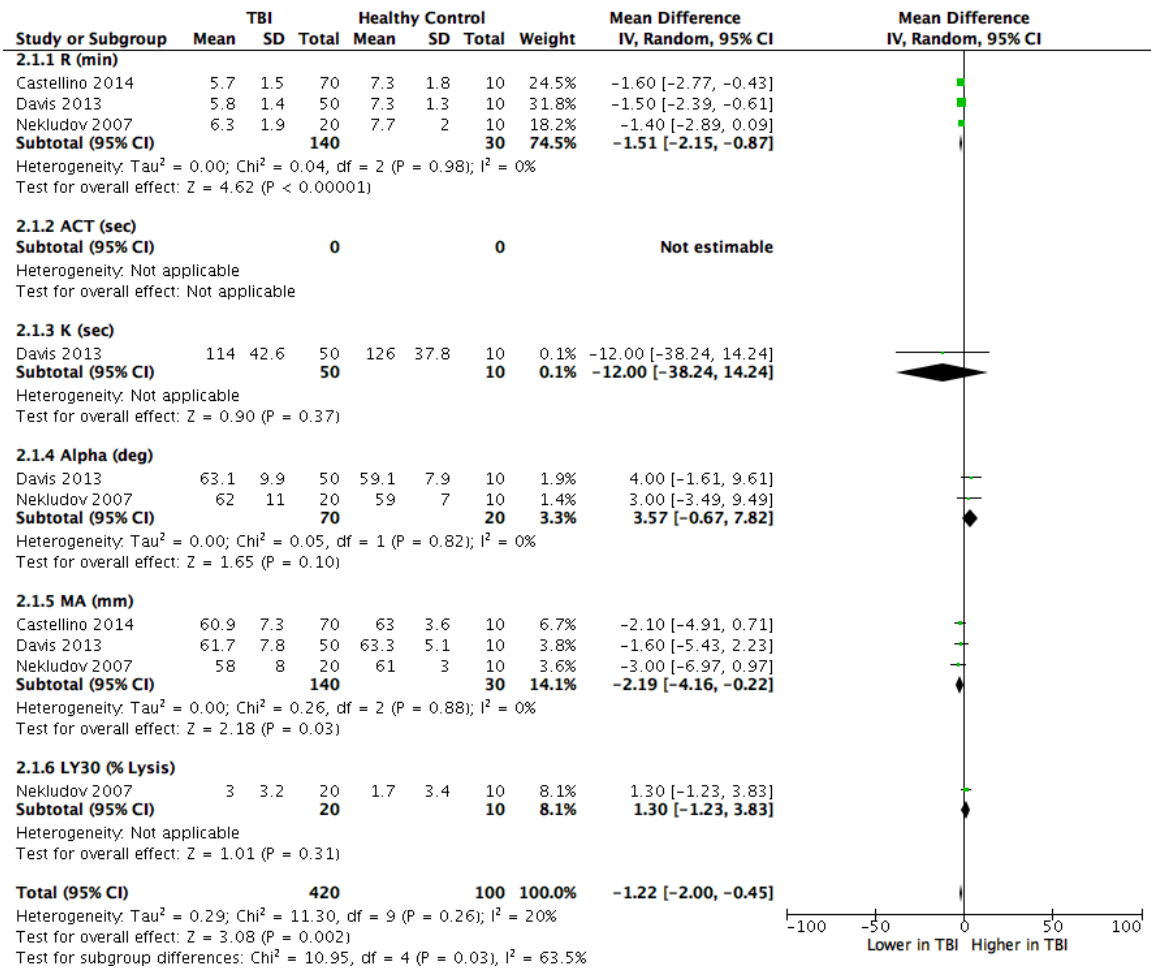 TBI Healthy Control Mean Difference Mean Difference
Study or Subgroup Mean SD Total Mean SD Total Weight IV, Random, 95% CI IV, Random, 95% CI
2.1.1 R (min)
Castellino 2014 5.7 1.5 70 7.3 1.8 10 24.5% −1.60 [−2.77, −0.43]
Davis 2013 5.8 1.4 50 7.3 1.3 10 31.8% −1.50 [−2.39, −0.61]
Nekludov 2007 6.3 1.9 20 7.7 2 10 18.2% −1.40 [−2.89, 0.09]
Subtotal (95% CI) 140 30 74.5% −1.51 [−2.15, −0.87]
Heterogeneity: Tau² = 0.00; Chi² = 0.04, df = 2 (P = 0.98); I² = 0%
Test for overall effect: Z = 4.62 (P < 0.00001)
2.1.2 ACT (sec)
Subtotal (95% CI) 0 0 Not estimable
Heterogeneity: Not applicable
Test for overall effect: Not applicable
2.1.3 K (sec)
Davis 2013 114 42.6 50 126 37.8 10 0.1% −12.00 [−38.24, 14.24]
Subtotal (95% CI) 50 10 0.1% −12.00 [−38.24, 14.24]
Heterogeneity: Not applicable
Test for overall effect: Z = 0.90 (P = 0.37)
2.1.4 Alpha (deg)
Davis 2013 63.1 9.9 50 59.1 7.9 10 1.9% 4.00 [−1.61, 9.61]
Nekludov 2007 62 11 20 59 7 10 1.4% 3.00 [−3.49, 9.49]
Subtotal (95% CI) 70 20 3.3% 3.57 [−0.67, 7.82]
Heterogeneity: Tau² = 0.00; Chi² = 0.05, df = 1 (P = 0.82); I² = 0%
Test for overall effect: Z = 1.65 (P = 0.10)
2.1.5 MA (mm)
Castellino 2014 60.9 7.3 70 63 3.6 10 6.7% −2.10 [−4.91, 0.71]
Davis 2013 61.7 7.8 50 63.3 5.1 10 3.8% −1.60 [−5.43, 2.23]
Nekludov 2007 58 8 20 61 3 10 3.6% −3.00 [−6.97, 0.97]
Subtotal (95% CI) 140 30 14.1% −2.19 [−4.16, −0.22]
Heterogeneity: Tau² = 0.00; Chi² = 0.26, df = 2 (P = 0.88); I² = 0%
Test for overall effect: Z = 2.18 (P = 0.03)
2.1.6 LY30 (% Lysis)
Nekludov 2007 3 3.2 20 1.7 3.4 10 8.1% 1.30 [−1.23, 3.83]
Subtotal (95% CI) 20 10 8.1% 1.30 [−1.23, 3.83]
Heterogeneity: Not applicable
Test for overall effect: Z = 1.01 (P = 0.31)
Total (95% CI) 420 100 100.0% −1.22 [−2.00, −0.45]
Heterogeneity: Tau² = 0.29; Chi² = 11.30, df = 9 (P = 0.26); I² = 20%
Test for overall effect: Z = 3.08 (P = 0.002)
Test for subgroup differences: Chi² = 10.95, df = 4 (P = 0.03), I² = 63.5%
−100 −50 0 50 100
Lower in TBI Higher in TBI